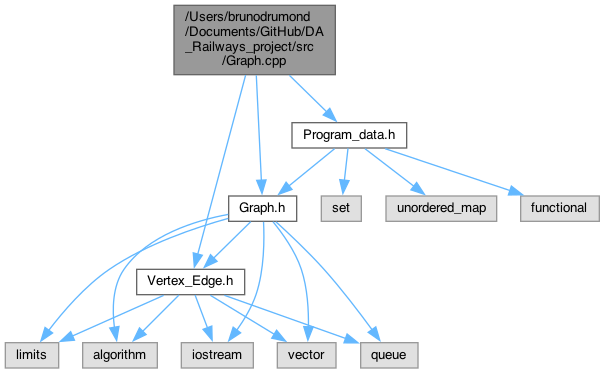 /Users/brunodrumond
/Documents/GitHub/DA
_Railways_project/src
/Graph.cpp
Program_data.h
Graph.h
set
unordered_map
functional
Vertex_Edge.h
limits
algorithm
iostream
vector
queue